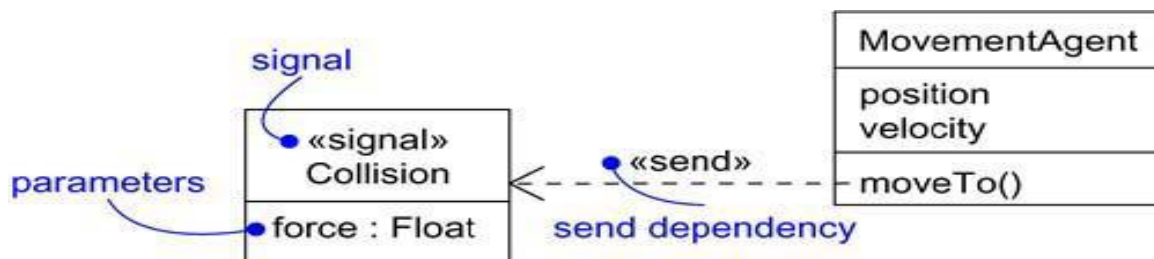 signal
«signal»
Collision
parameters
force : Float
«send»
send dependency
MovementAgent
position
velocity
moveTo()